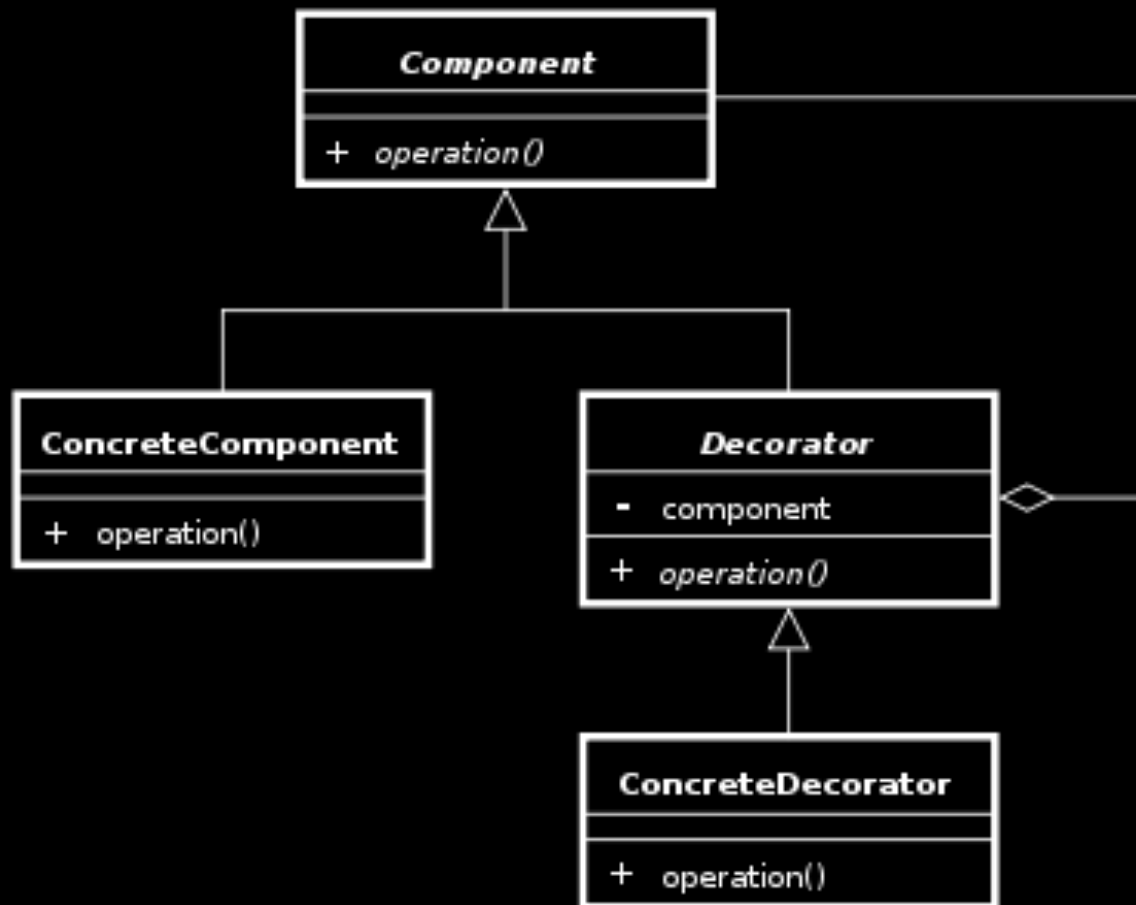 Component
+ operation()
ConcreteComponent
+ operation()
Decorator
- component
+ operation()
ConcreteDecorator
+ operation()